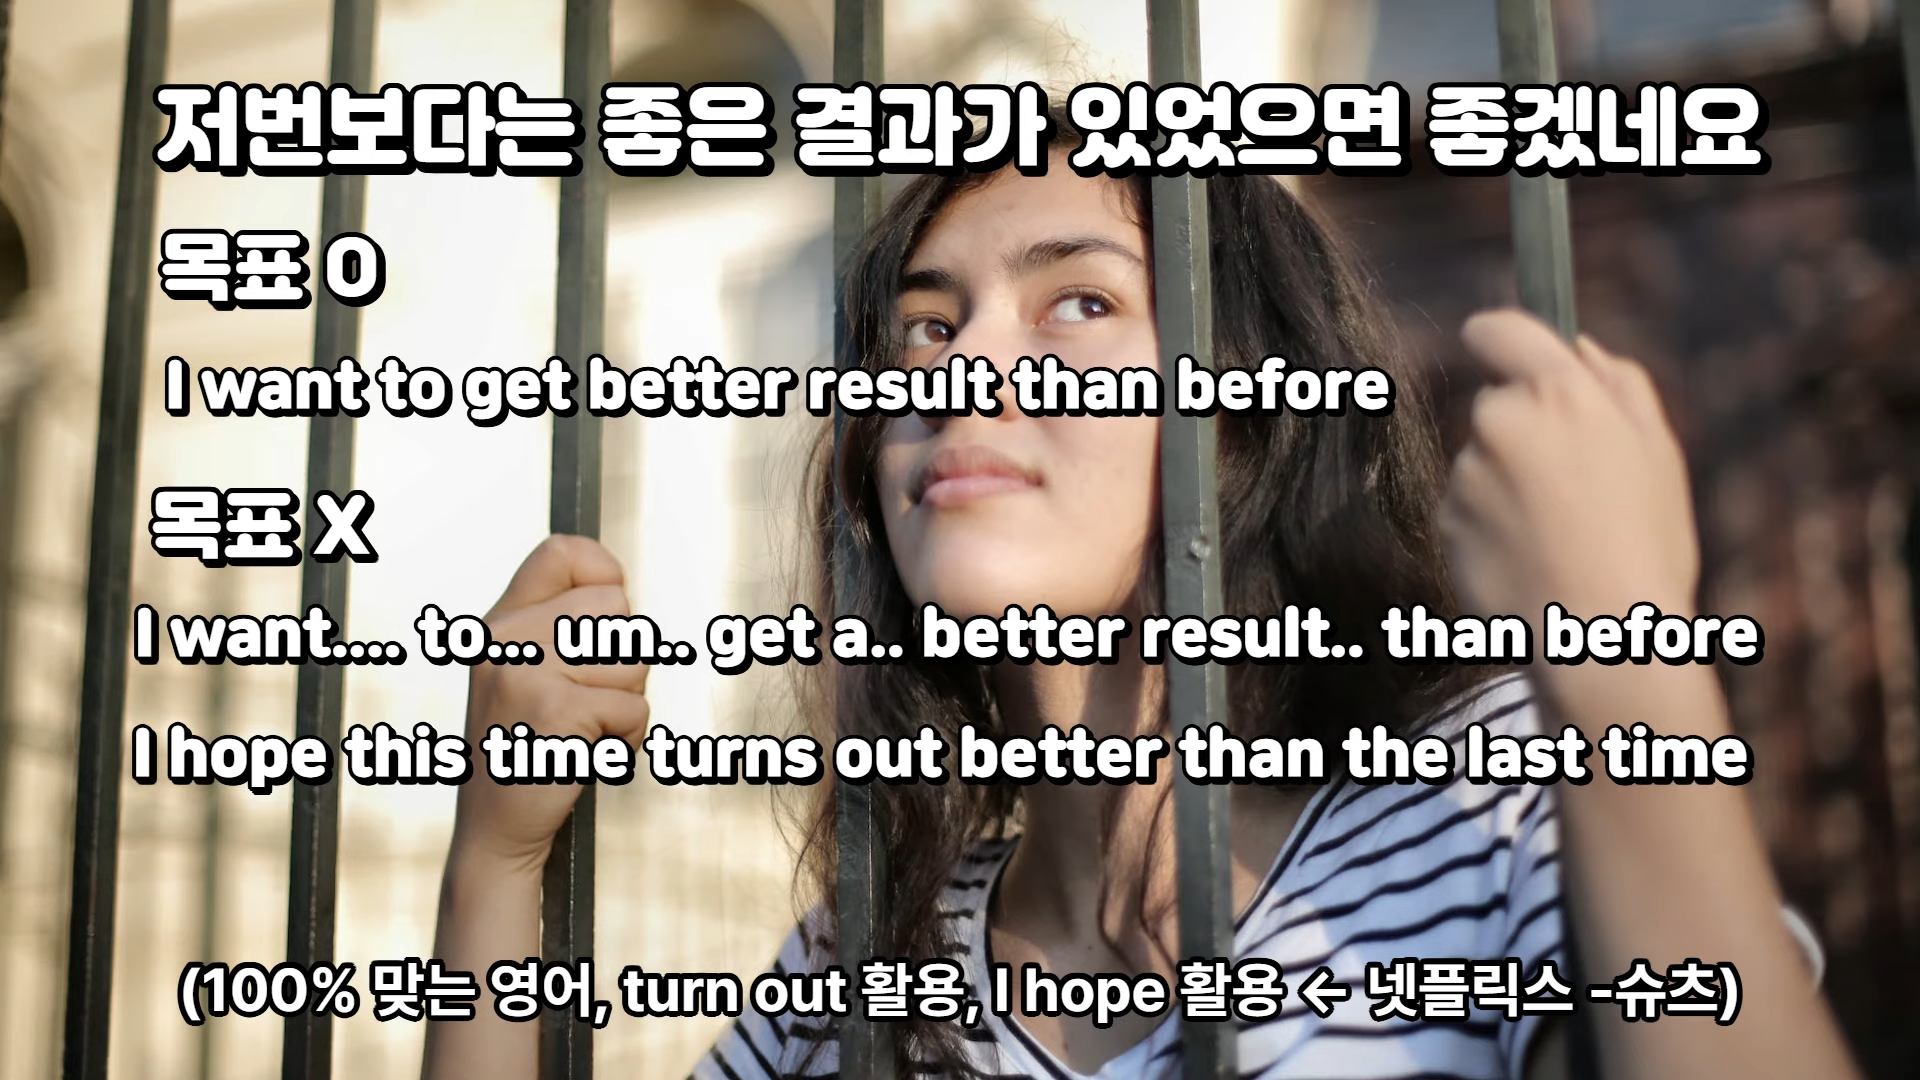 저번보다는 좋은 결과가 있었으면 좋겠네요
목표 O
I want to get better result than before
목표 X
I want.... to... um.. get a.. better result.. than before
I hope this time turns out better than the last time
(100% 맞는 영어, turn out 활용, I hope 활용 ← 넷플릭스 -슈츠)